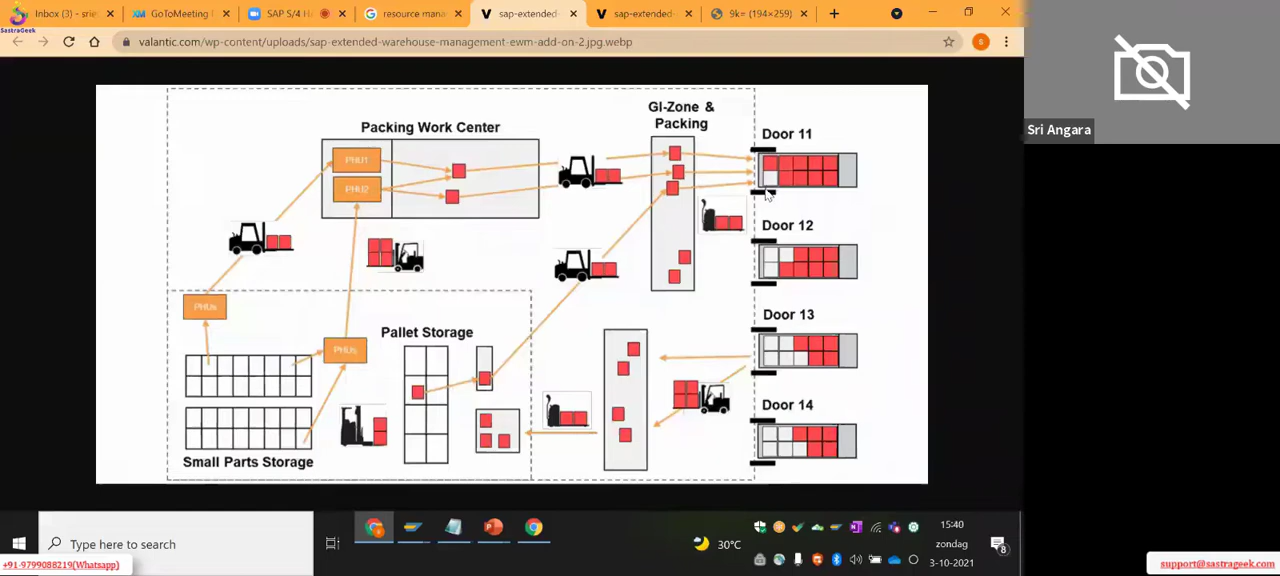 (1) - srie
GoToMeeting
SAP S/4 HA
resource mana
sap-extended-
sap-extended-
9k= (194×259)
SastraGeek
valantic.com/wp-content/uploads/sap-extended-warehouse-management-ewm-add-on-2.jpg.webp
S
GI-Zone &
Packing
Packing Work Center
Door 11
Sri Angara
PHU1
PHU2
Door 12
PHUs
Door 13
Pallet Storage
PHUs
Door 14
Small Parts Storage
Type here to search
30°C
15:40
zondag
3-10-2021
8
+91-9799088219(Whatsapp)
support@sastrageek.com